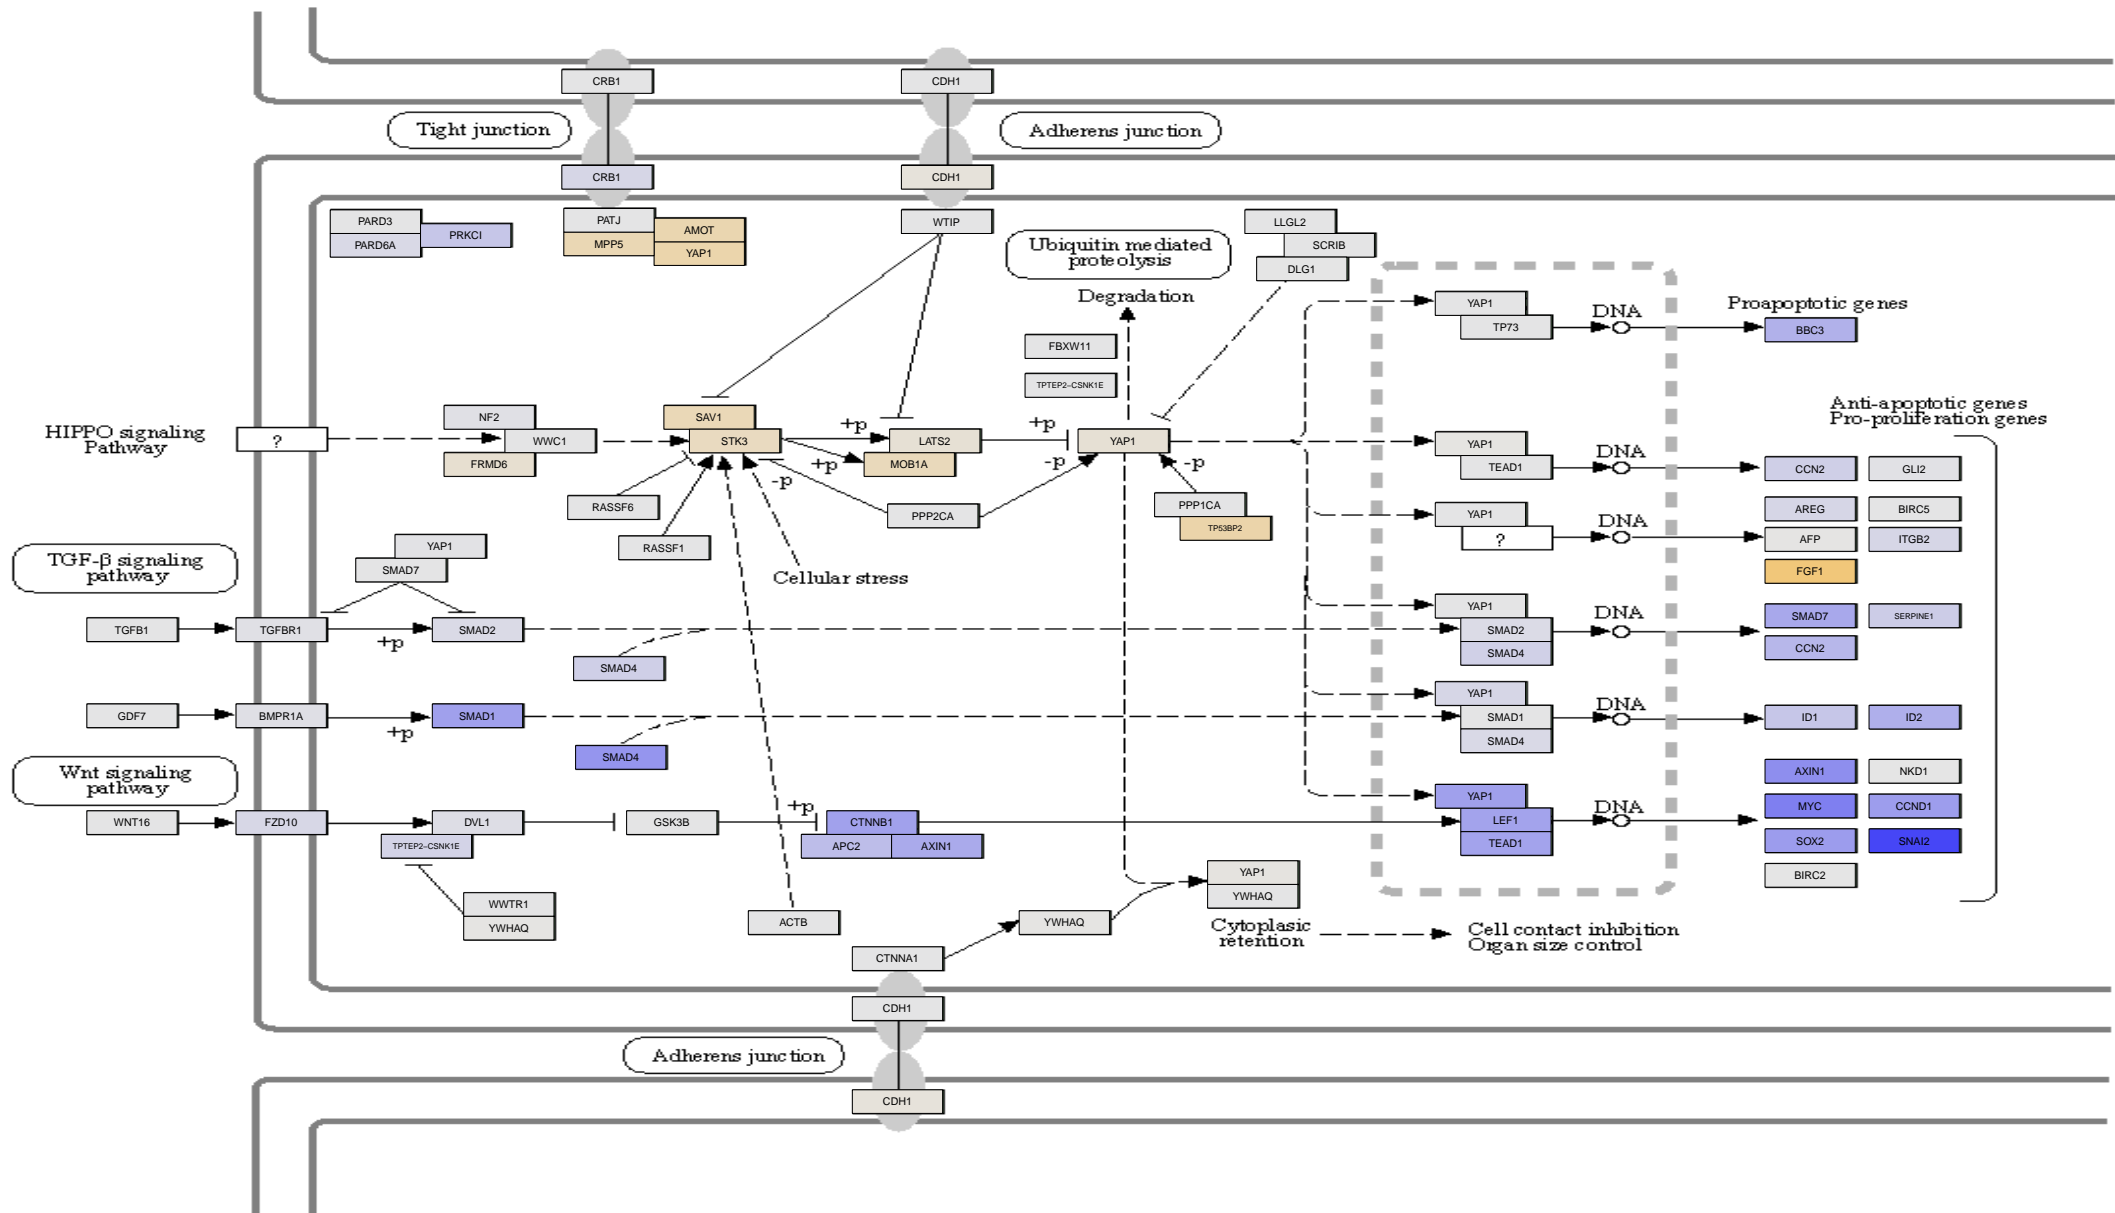 CRB1
CDH1
Tight junction
Adherens junction
CRB1
CDH1
PARD3
PARD6A
PRKCI
PATJ
MPP5
AMOT
YAP1
WTIP
LLGL2
SCRIB
DLG1
Ubiquitin mediated
proteolysis
Degradation
FBXW11
TPTEP2−CSNK1E
YAP1
TP73
DNA
Proapoptotic genes
BBC3
Anti-apoptotic genes
Pro-proliferation genes
HIPPO signaling
Pathway
?
NF2
WWC1
FRMD6
SAV1
STK3
+p
+p
-p
LATS2
MOB1A
+p
YAP1
-p
-p
RASSF6
RASSF1
PPP2CA
PPP1CA
TP53BP2
Cellular stress
YAP1
TEAD1
DNA
CCN2
GLI2
YAP1
?
DNA
AREG
BIRC5
AFP
ITGB2
FGF1
TGF-β signaling
pathway
YAP1
SMAD7
TGFB1
TGFBR1
+p
SMAD2
SMAD4
YAP1
SMAD2
SMAD4
DNA
SMAD7
SERPINE1
CCN2
GDF7
BMPR1A
+p
SMAD1
SMAD4
YAP1
SMAD1
SMAD4
DNA
ID1
ID2
Wnt signaling
pathway
WNT16
FZD10
DVL1
TPTEP2−CSNK1E
GSK3B
+p
CTNNB1
APC2
AXIN1
YAP1
LEF1
TEAD1
DNA
AXIN1
NKD1
MYC
CCND1
SOX2
SNAI2
BIRC2
WWTR1
YWHAQ
ACTB
YWHAQ
YAP1
YWHAQ
CTNNA1
Cytoplasic
retention
Cell contact inhibition
Organ size control
CDH1
Adherens junction
CDH1